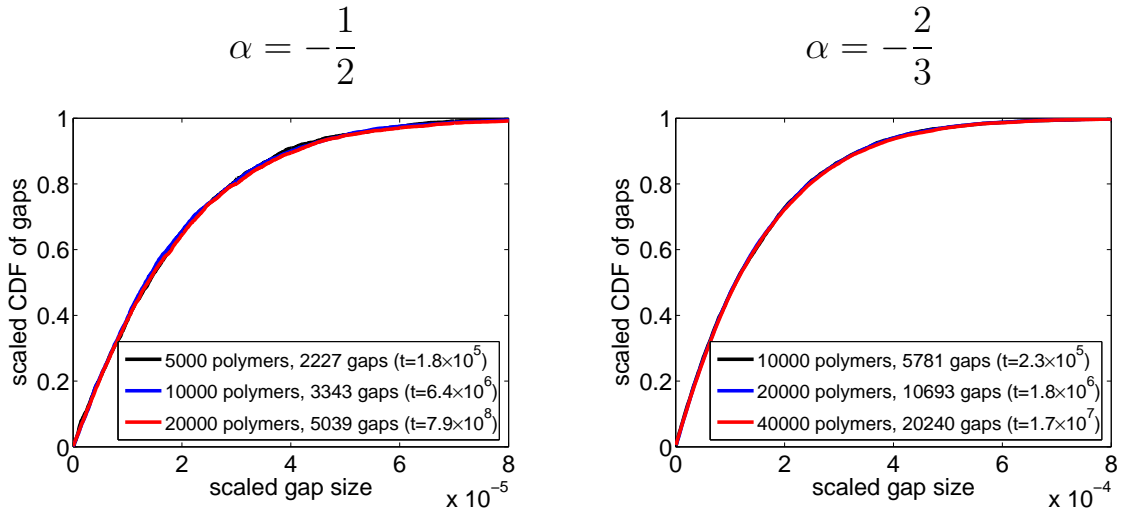 α = −1/2
1
0.8
0.6
0.4
0.2
0
scaled CDF of gaps
5000 polymers, 2227 gaps (t=1.8×10^5)
10000 polymers, 3343 gaps (t=6.4×10^6)
20000 polymers, 5039 gaps (t=7.9×10^8)
0 2 4 6 8
scaled gap size
x 10^−5
α = −2/3
1
0.8
0.6
0.4
0.2
0
scaled CDF of gaps
10000 polymers, 5781 gaps (t=2.3×10^5)
20000 polymers, 10693 gaps (t=1.8×10^6)
40000 polymers, 20240 gaps (t=1.7×10^7)
0 2 4 6 8
scaled gap size
x 10^−4